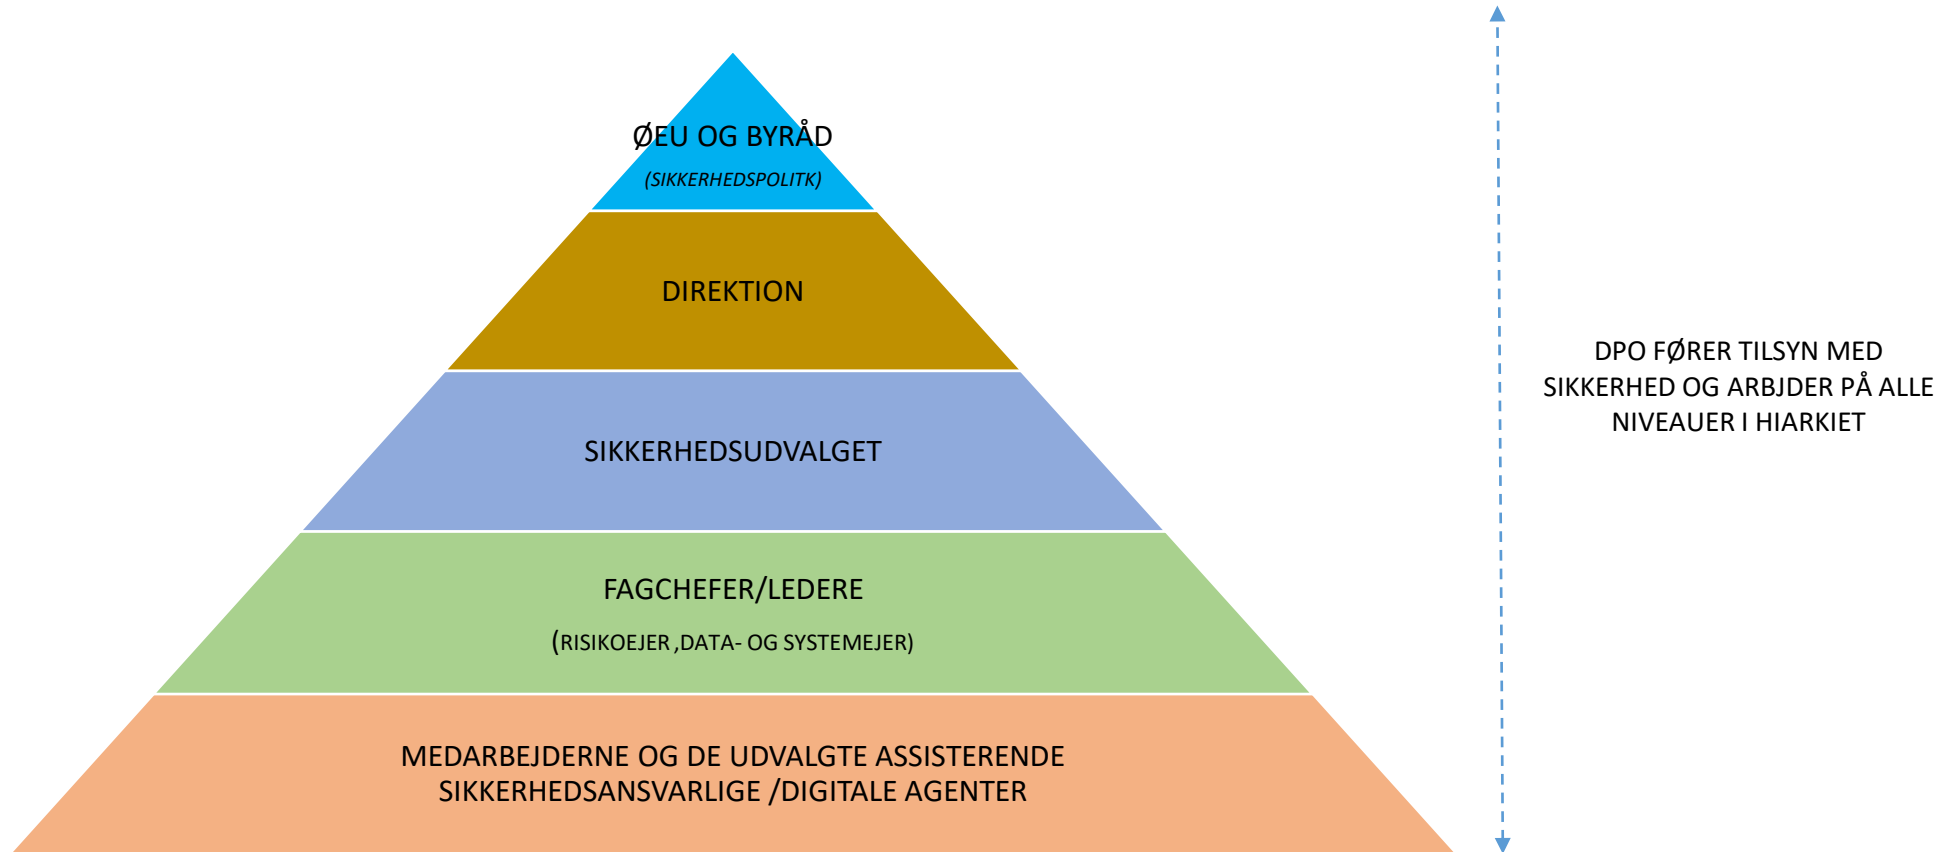 ØEU OG BYRÅD
(SIKKERHEDSPOLITK)
DIREKTION
SIKKERHEDSUDVALGET
FAGCHEFER/LEDERE
(RISIKOEJER ,DATA- OG SYSTEMEJER)
MEDARBEJDERNE OG DE UDVALGTE ASSISTERENDE
SIKKERHEDSANSVARLIGE /DIGITALE AGENTER
DPO FØRER TILSYN MED
SIKKERHED OG ARBJDER PÅ ALLE
NIVEAUER I HIARKIET